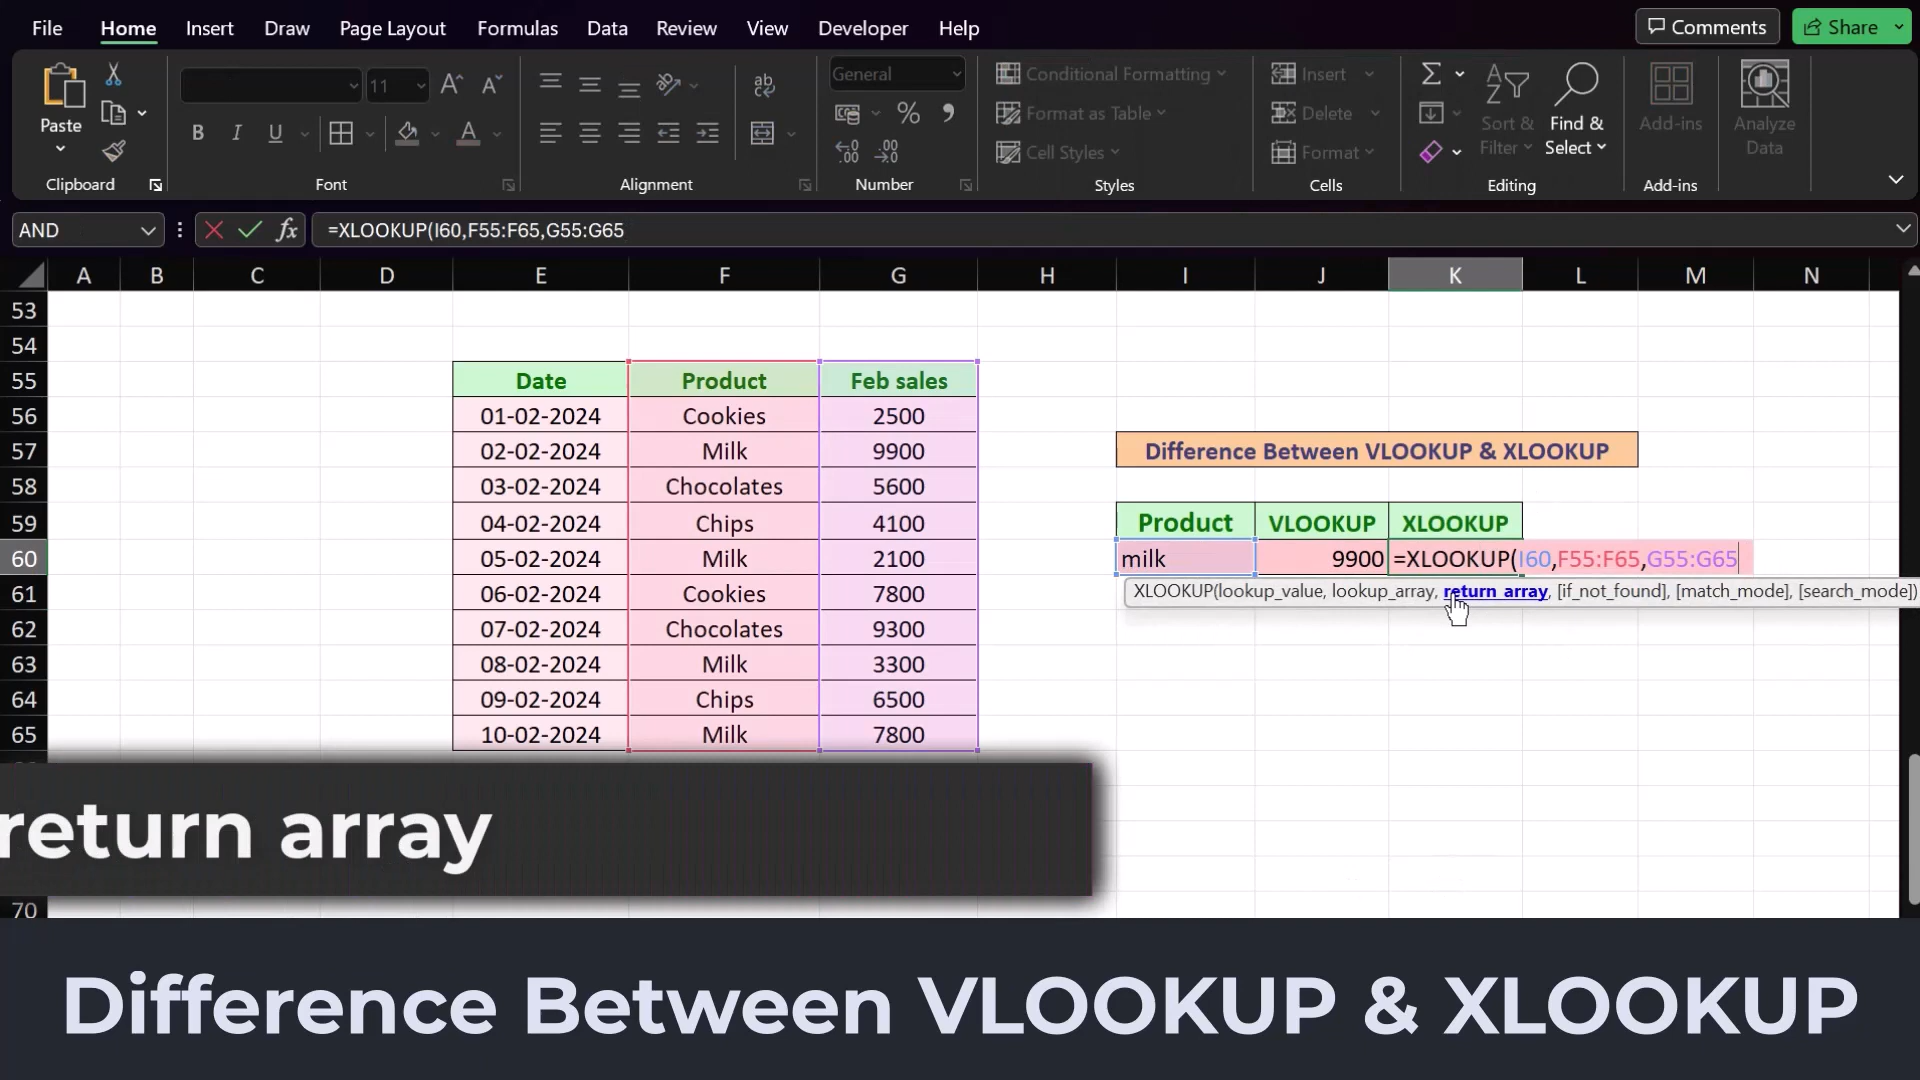 File Home Insert Draw Page Layout Formulas Data Review View Developer Help Comments Share
Paste
Clipboard
11
B I U A
Font
ab
Alignment
General
% 9
Number
Conditional Formatting
Format as Table
Cell Styles
Styles
Insert
Delete
Format
Cells
Sort & Filter
Find & Select
Editing
Add-ins
Add-ins
Analyze Data
AND fx =XLOOKUP(I60,F55:F65,G55:G65
A B C D E F G H I J K L M N
53
54
55 Date Product Feb sales
56 01-02-2024 Cookies 2500
57 02-02-2024 Milk 9900 Difference Between VLOOKUP & XLOOKUP
58 03-02-2024 Chocolates 5600
59 04-02-2024 Chips 4100 Product VLOOKUP XLOOKUP
60 05-02-2024 Milk 2100 milk 9900 =XLOOKUP(I60,F55:F65,G55:G65
XLOOKUP(lookup_value, lookup_array, return_array, [if_not_found], [match_mode], [search_mode])
61 06-02-2024 Cookies 7800
62 07-02-2024 Chocolates 9300
63 08-02-2024 Milk 3300
64 09-02-2024 Chips 6500
65 10-02-2024 Milk 7800
return array
70
Difference Between VLOOKUP & XLOOKUP